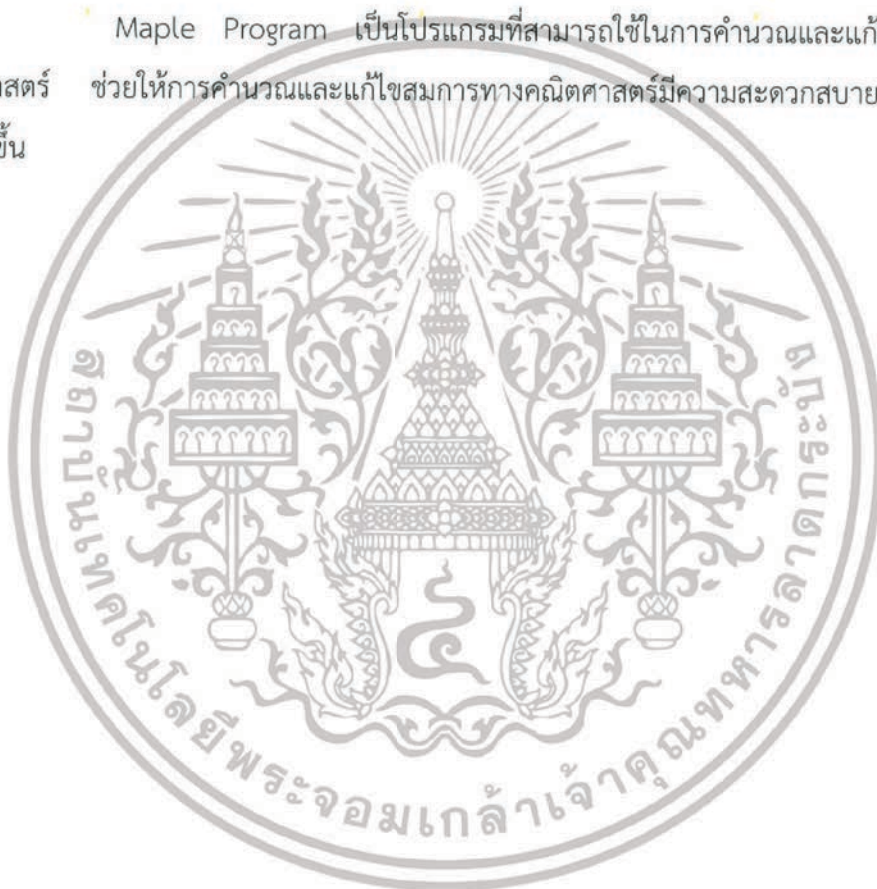 Maple Program เป็นโปรแกรมที่สามารถใช้ในการคำนวณและแก้
สตร์ ช่วยให้การคำนวณและแก้ไขสมการทางคณิตศาสตร์มีความสะดวกสบาย
ขึ้น
๔
สถาบันเทคโนโลยีพระจอมเกล้าเจ้าคุณทหารลาดกระบัง